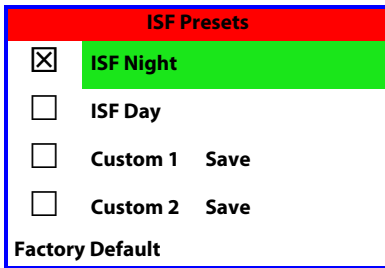 ISF Presets
ISF Night
ISF Day
Custom 1 Save
Custom 2 Save
Factory Default